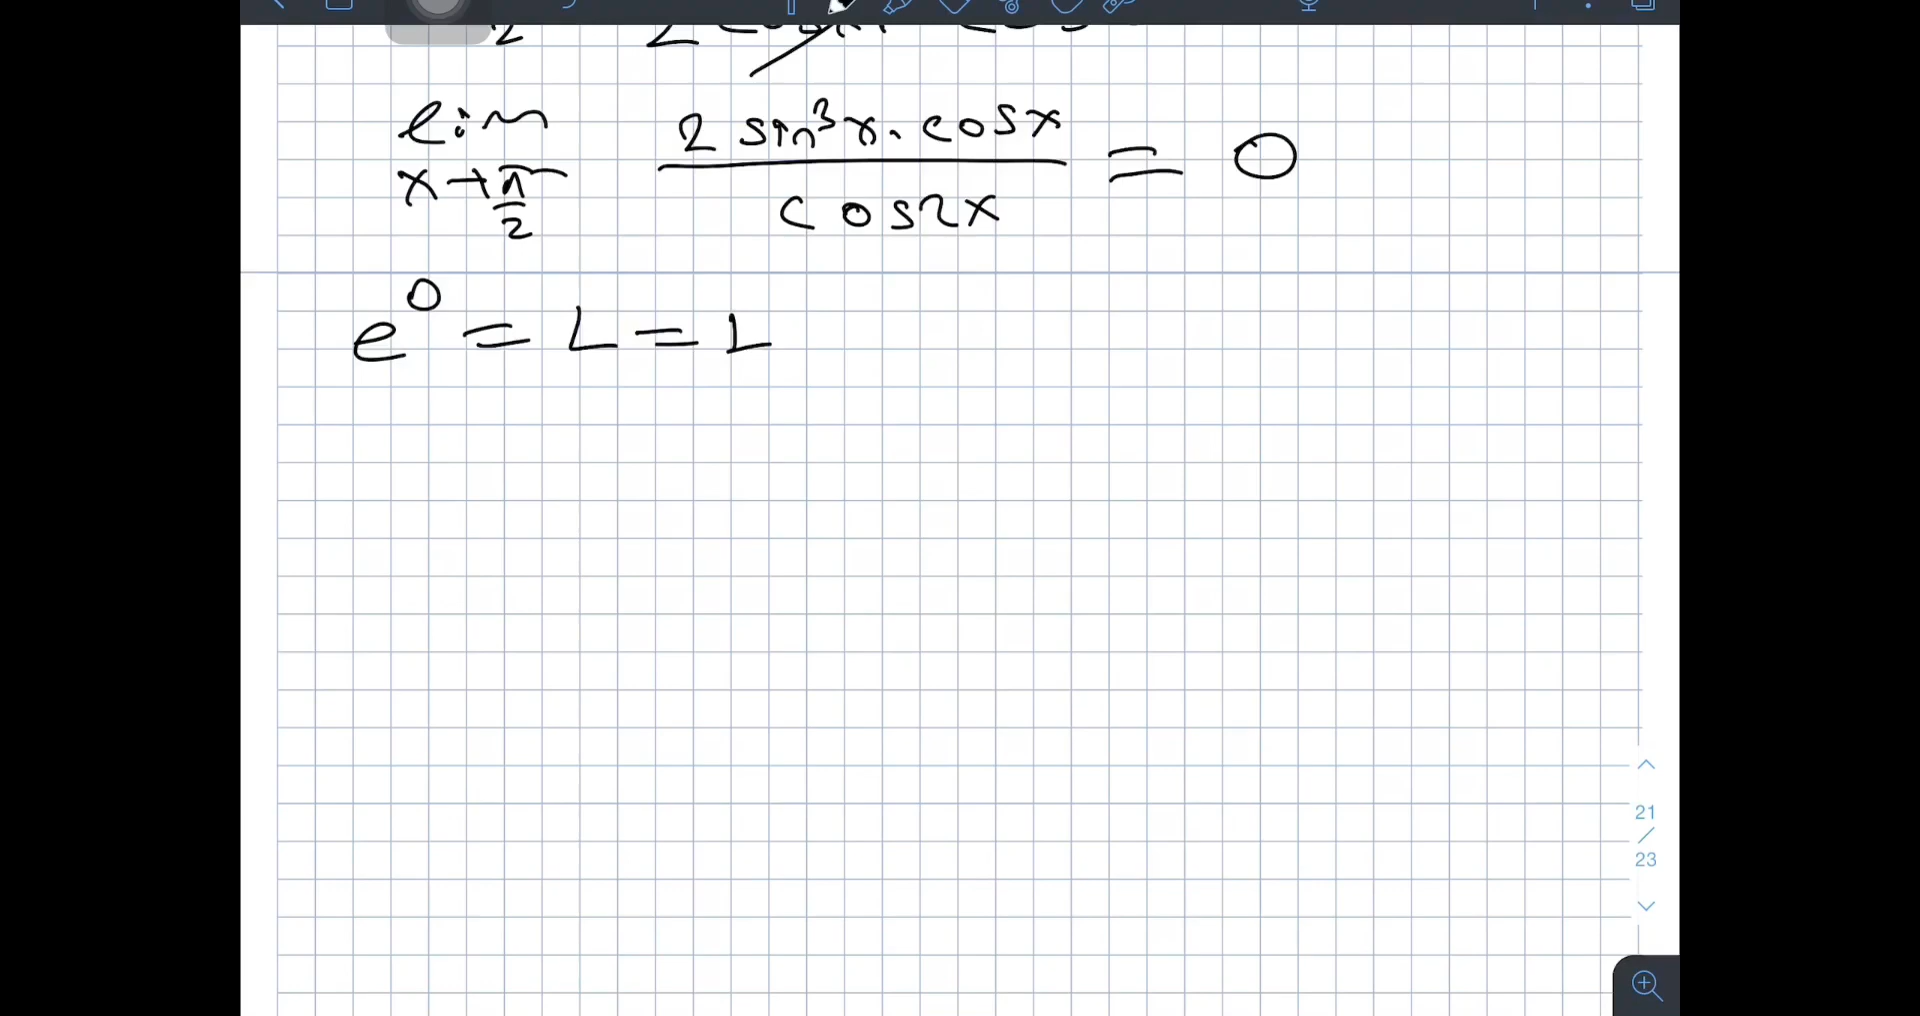 lim x→π/2 2 sin³x. cosx / cos2x = 0
e⁰ = L = 1
21
/
23